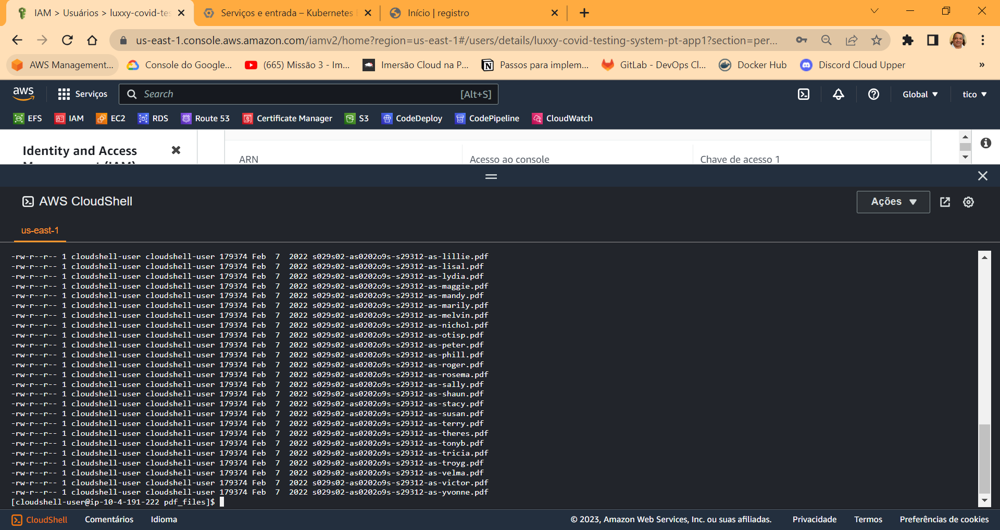 IAM > Usuários > luxxy-covid-tes
Serviços e entrada – Kubernetes
Início | registro
us-east-1.console.aws.amazon.com/iamv2/home?region=us-east-1#/users/details/luxxy-covid-testing-system-pt-app1?section=per...
AWS Management...
Console do Google...
(665) Missão 3 - Im...
Imersão Cloud na P...
Passos para implem...
GitLab - DevOps Cl...
Docker Hub
Discord Cloud Upper
»
aws
Serviços
Search
[Alt+S]
Global
tico
EFS
IAM
EC2
RDS
Route 53
Certificate Manager
S3
CodeDeploy
CodePipeline
CloudWatch
Identity and Access
Management (IAM)
ARN
Acesso ao console
Chave de acesso 1
AWS CloudShell
Ações
us-east-1
-rw-r--r-- 1 cloudshell-user cloudshell-user 179374 Feb  7  2022 s029s02-as0202o9s-s29312-as-lillie.pdf
-rw-r--r-- 1 cloudshell-user cloudshell-user 179374 Feb  7  2022 s029s02-as0202o9s-s29312-as-lisal.pdf
-rw-r--r-- 1 cloudshell-user cloudshell-user 179374 Feb  7  2022 s029s02-as0202o9s-s29312-as-lydia.pdf
-rw-r--r-- 1 cloudshell-user cloudshell-user 179374 Feb  7  2022 s029s02-as0202o9s-s29312-as-maggie.pdf
-rw-r--r-- 1 cloudshell-user cloudshell-user 179374 Feb  7  2022 s029s02-as0202o9s-s29312-as-mandy.pdf
-rw-r--r-- 1 cloudshell-user cloudshell-user 179374 Feb  7  2022 s029s02-as0202o9s-s29312-as-marily.pdf
-rw-r--r-- 1 cloudshell-user cloudshell-user 179374 Feb  7  2022 s029s02-as0202o9s-s29312-as-melvin.pdf
-rw-r--r-- 1 cloudshell-user cloudshell-user 179374 Feb  7  2022 s029s02-as0202o9s-s29312-as-nichol.pdf
-rw-r--r-- 1 cloudshell-user cloudshell-user 179374 Feb  7  2022 s029s02-as0202o9s-s29312-as-otisp.pdf
-rw-r--r-- 1 cloudshell-user cloudshell-user 179374 Feb  7  2022 s029s02-as0202o9s-s29312-as-peter.pdf
-rw-r--r-- 1 cloudshell-user cloudshell-user 179374 Feb  7  2022 s029s02-as0202o9s-s29312-as-phill.pdf
-rw-r--r-- 1 cloudshell-user cloudshell-user 179374 Feb  7  2022 s029s02-as0202o9s-s29312-as-roger.pdf
-rw-r--r-- 1 cloudshell-user cloudshell-user 179374 Feb  7  2022 s029s02-as0202o9s-s29312-as-rosema.pdf
-rw-r--r-- 1 cloudshell-user cloudshell-user 179374 Feb  7  2022 s029s02-as0202o9s-s29312-as-sally.pdf
-rw-r--r-- 1 cloudshell-user cloudshell-user 179374 Feb  7  2022 s029s02-as0202o9s-s29312-as-shaun.pdf
-rw-r--r-- 1 cloudshell-user cloudshell-user 179374 Feb  7  2022 s029s02-as0202o9s-s29312-as-stacy.pdf
-rw-r--r-- 1 cloudshell-user cloudshell-user 179374 Feb  7  2022 s029s02-as0202o9s-s29312-as-susan.pdf
-rw-r--r-- 1 cloudshell-user cloudshell-user 179374 Feb  7  2022 s029s02-as0202o9s-s29312-as-terry.pdf
-rw-r--r-- 1 cloudshell-user cloudshell-user 179374 Feb  7  2022 s029s02-as0202o9s-s29312-as-theres.pdf
-rw-r--r-- 1 cloudshell-user cloudshell-user 179374 Feb  7  2022 s029s02-as0202o9s-s29312-as-tonyb.pdf
-rw-r--r-- 1 cloudshell-user cloudshell-user 179374 Feb  7  2022 s029s02-as0202o9s-s29312-as-tricia.pdf
-rw-r--r-- 1 cloudshell-user cloudshell-user 179374 Feb  7  2022 s029s02-as0202o9s-s29312-as-troyg.pdf
-rw-r--r-- 1 cloudshell-user cloudshell-user 179374 Feb  7  2022 s029s02-as0202o9s-s29312-as-velma.pdf
-rw-r--r-- 1 cloudshell-user cloudshell-user 179374 Feb  7  2022 s029s02-as0202o9s-s29312-as-victor.pdf
-rw-r--r-- 1 cloudshell-user cloudshell-user 179374 Feb  7  2022 s029s02-as0202o9s-s29312-as-yvonne.pdf
[cloudshell-user@ip-10-4-191-222 pdf_files]$
CloudShell
Comentários
Idioma
© 2023, Amazon Web Services, Inc. ou suas afiliadas.
Privacidade
Termos
Preferências de cookies